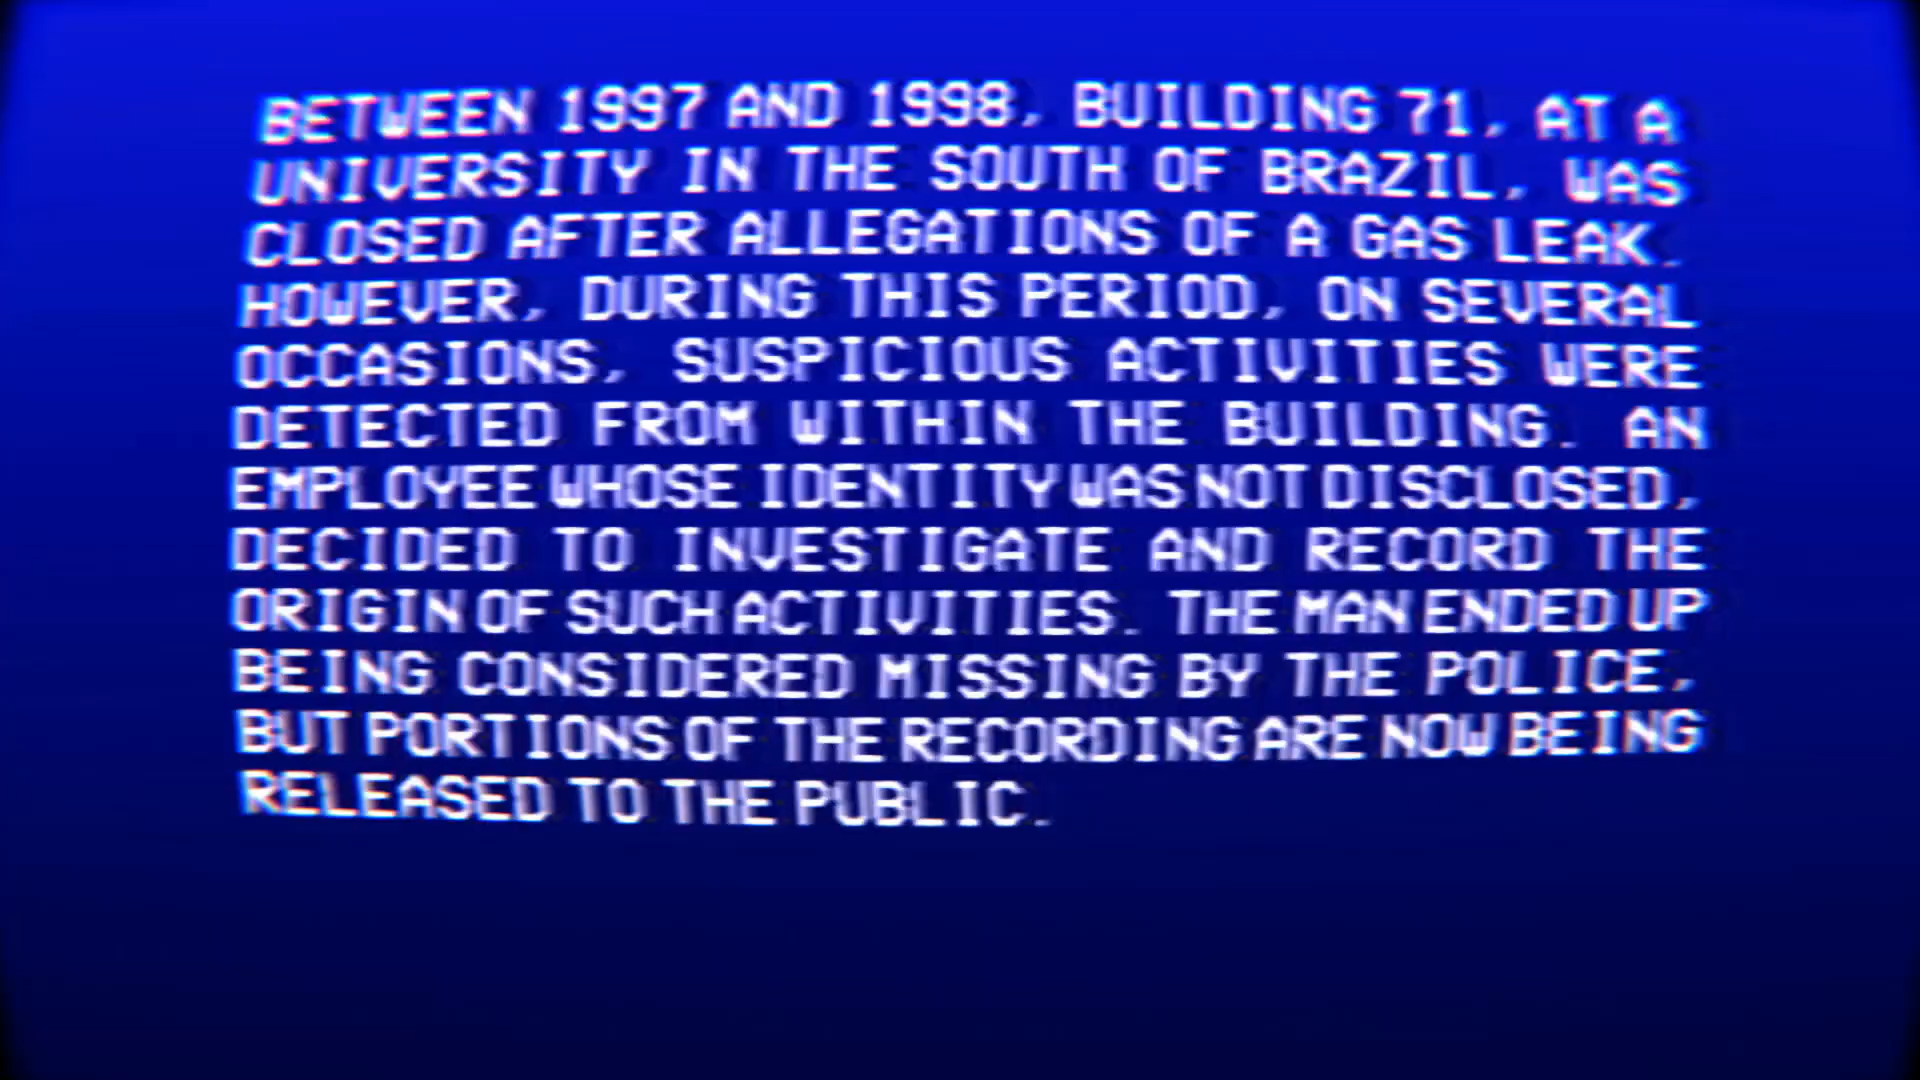 BETWEEN 1997 AND 1998, BUILDING 71, AT A
UNIVERSITY IN THE SOUTH OF BRAZIL, WAS
CLOSED AFTER ALLEGATIONS OF A GAS LEAK.
HOWEVER, DURING THIS PERIOD, ON SEVERAL
OCCASIONS, SUSPICIOUS ACTIVITIES WERE
DETECTED FROM WITHIN THE BUILDING. AN
EMPLOYEE WHOSE IDENTITY WAS NOT DISCLOSED,
DECIDED TO INVESTIGATE AND RECORD THE
ORIGIN OF SUCH ACTIVITIES. THE MAN ENDED UP
BEING CONSIDERED MISSING BY THE POLICE,
BUT PORTIONS OF THE RECORDING ARE NOW BEING
RELEASED TO THE PUBLIC.